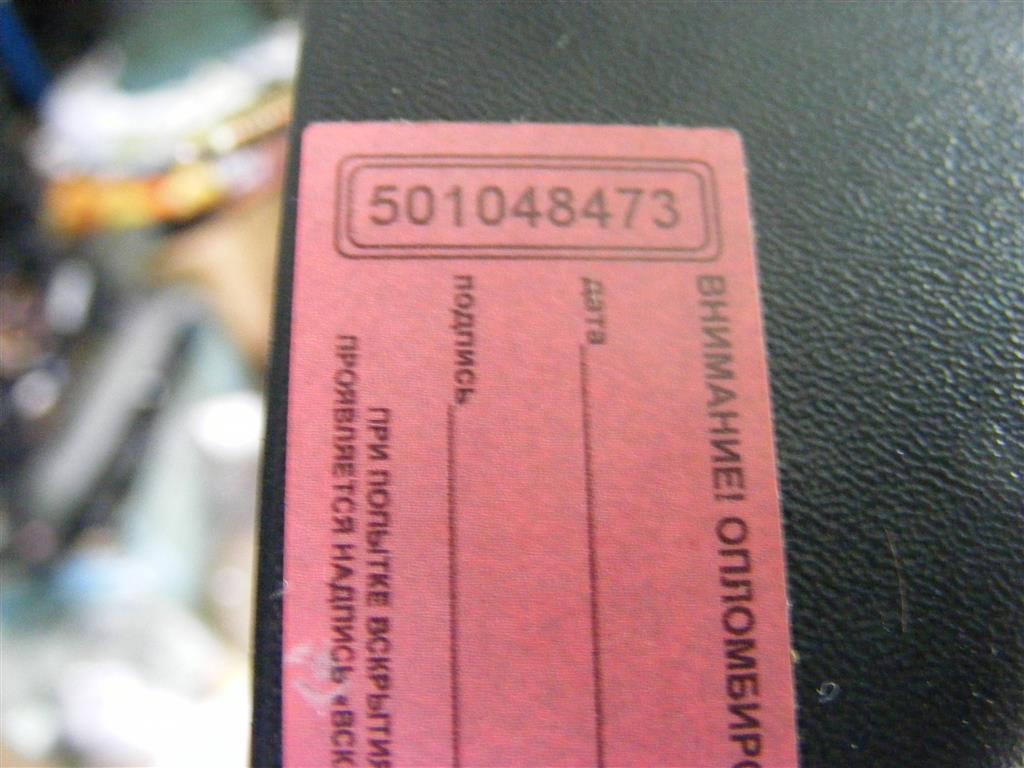 501048473
ВНИМАНИЕ! ОПЛОМБИРО
дата
подпись
ПРИ ПОПЫТКЕ ВСКРЫТИЯ
ПРОЯВЛЯЕТСЯ НАДПИСЬ «ВСК